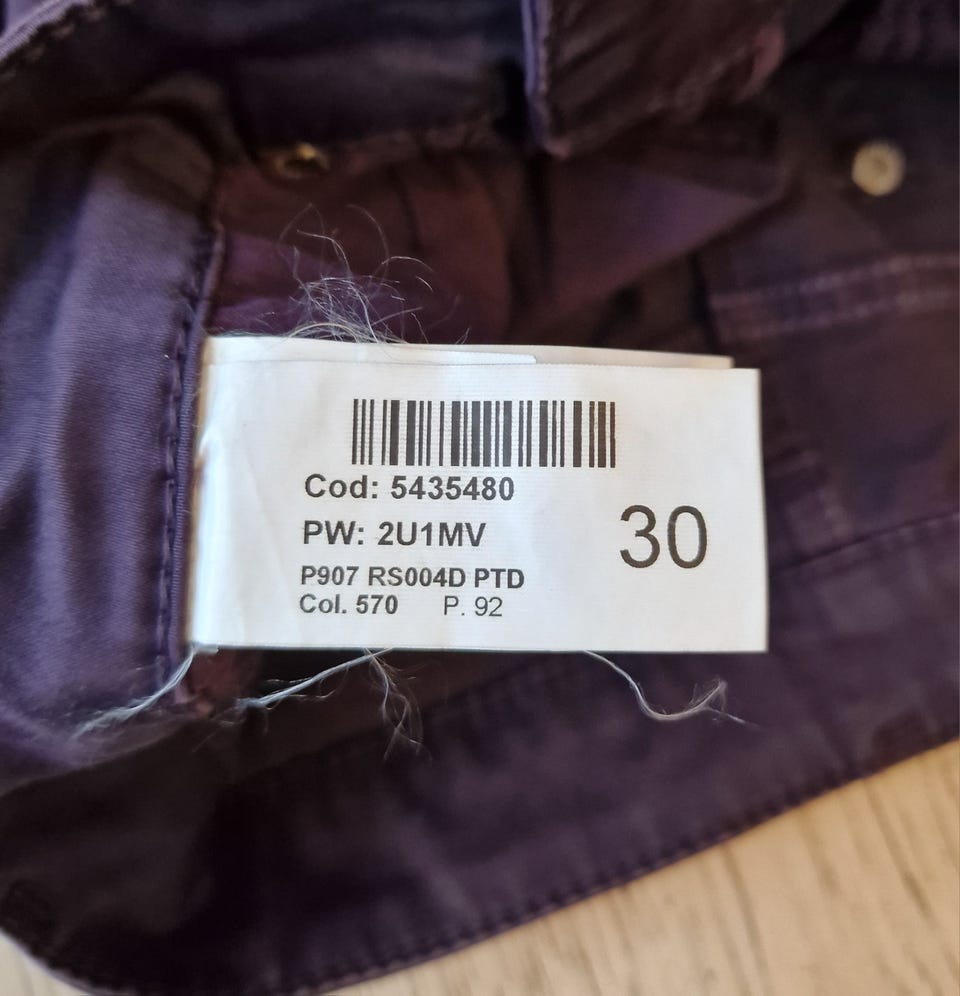 Cod: 5435480
PW: 2U1MV
30
P907 RS004D PTD
Col. 570 P. 92